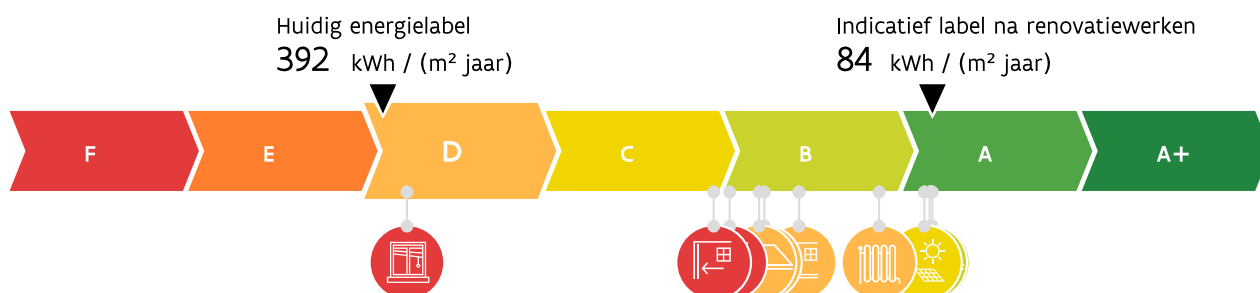 Huidig energielabel
392 kWh / (m² jaar)
Indicatief label na renovatiewerken
84 kWh / (m² jaar)
F E D C B A A+